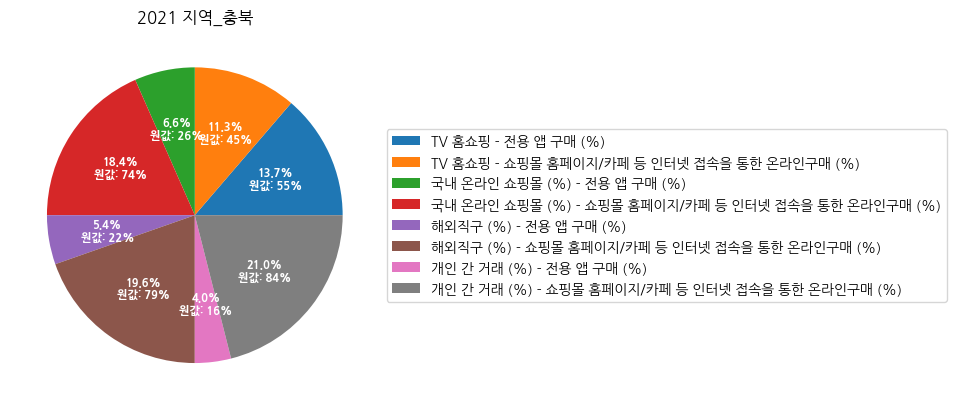 2021 지역_충북
6.6%
원값: 26%
11.3%
원값: 45%
18.4%
원값: 74%
13.7%
원값: 55%
5.4%
원값: 22%
21.0%
원값: 84%
19.6%
원값: 79%
4.0%
원값: 16%
TV 홈쇼핑 - 전용 앱 구매 (%)
TV 홈쇼핑 - 쇼핑몰 홈페이지/카페 등 인터넷 접속을 통한 온라인구매 (%)
국내 온라인 쇼핑몰 (%) - 전용 앱 구매 (%)
국내 온라인 쇼핑몰 (%) - 쇼핑몰 홈페이지/카페 등 인터넷 접속을 통한 온라인구매 (%)
해외직구 (%) - 전용 앱 구매 (%)
해외직구 (%) - 쇼핑몰 홈페이지/카페 등 인터넷 접속을 통한 온라인구매 (%)
개인 간 거래 (%) - 전용 앱 구매 (%)
개인 간 거래 (%) - 쇼핑몰 홈페이지/카페 등 인터넷 접속을 통한 온라인구매 (%)